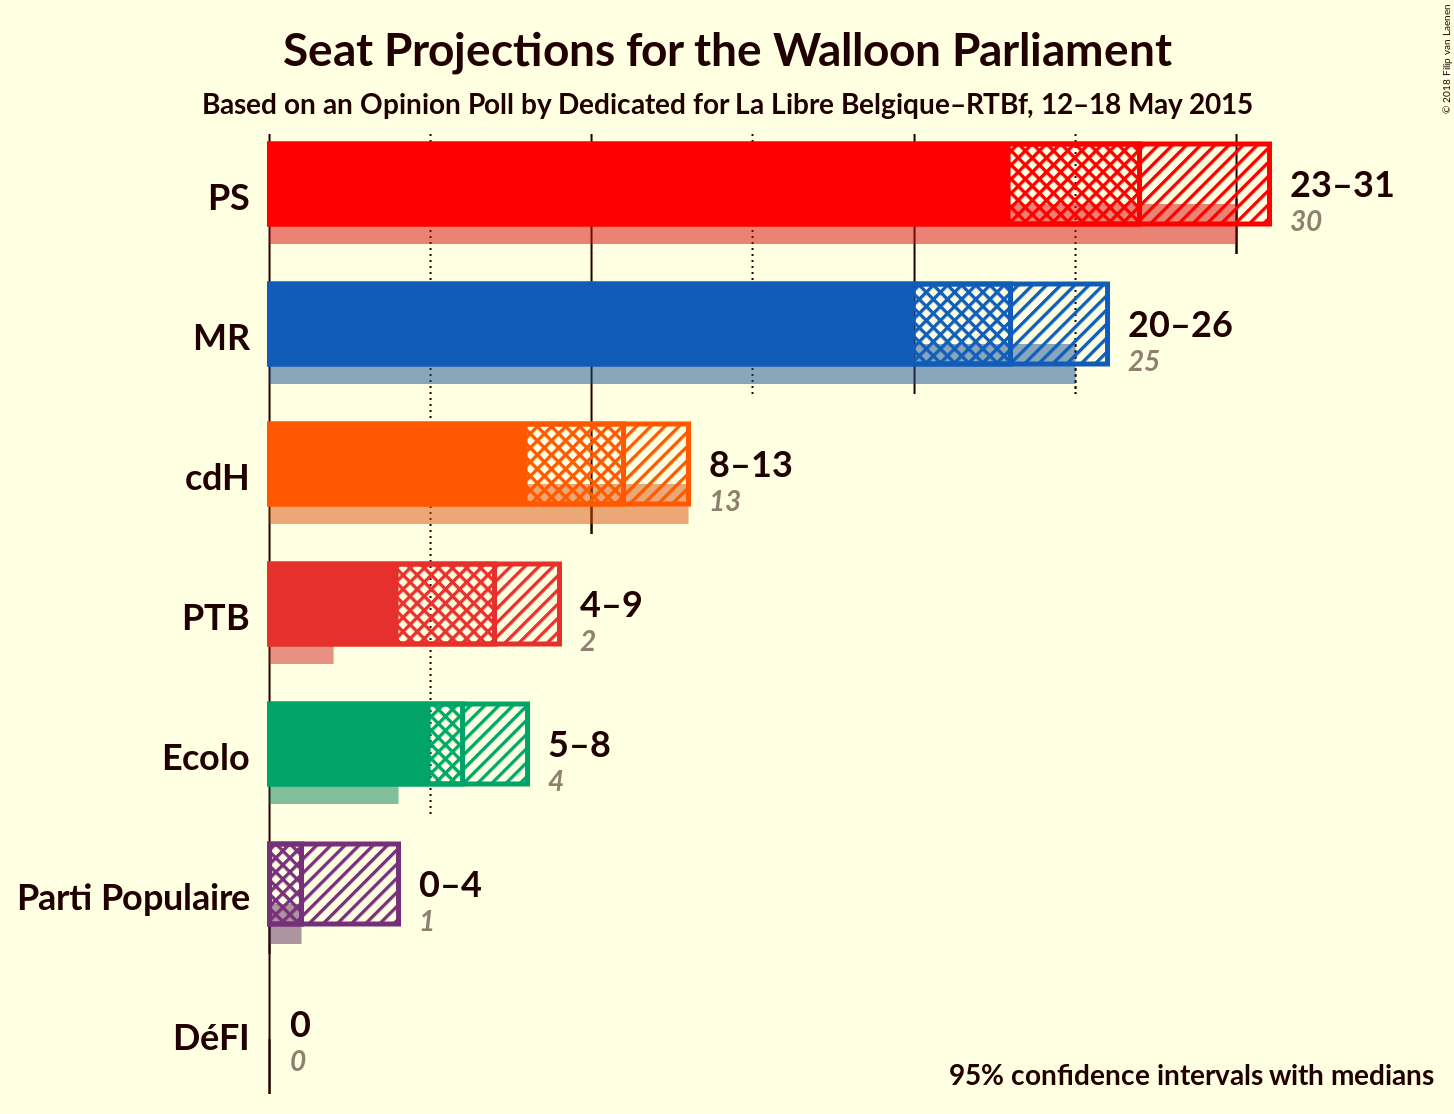 Seat Projections for the Walloon Parliament
Based on an Opinion Poll by Dedicated for La Libre Belgique–RTBf, 12–18 May 2015
© 2018 Filip van Laenen
PS
23–31
30
MR
20–26
25
cdH
8–13
13
PTB
4–9
2
Ecolo
5–8
4
Parti Populaire
0–4
1
DéFI
0
0
95% confidence intervals with medians